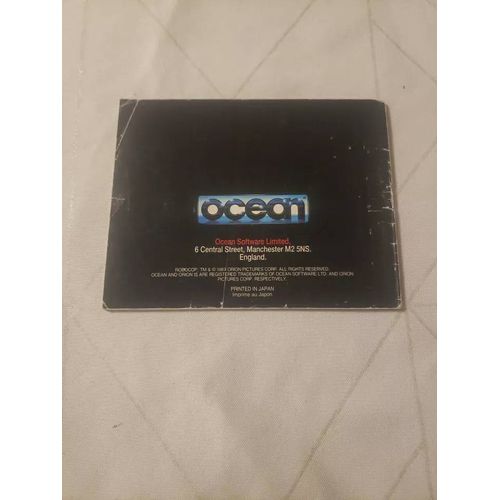 ocean
Ocean Software Limited,
6 Central Street, Manchester M2 5NS,
England.
ROBOCOP: TM & © 1987 ORION PICTURES CORP. ALL RIGHTS RESERVED.
OCEAN AND ORION IS ARE REGISTERED TRADEMARKS OF OCEAN SOFTWARE LTD. AND ORION
PICTURES CORP. RESPECTIVELY.
PRINTED IN JAPAN
Imprime au Japon